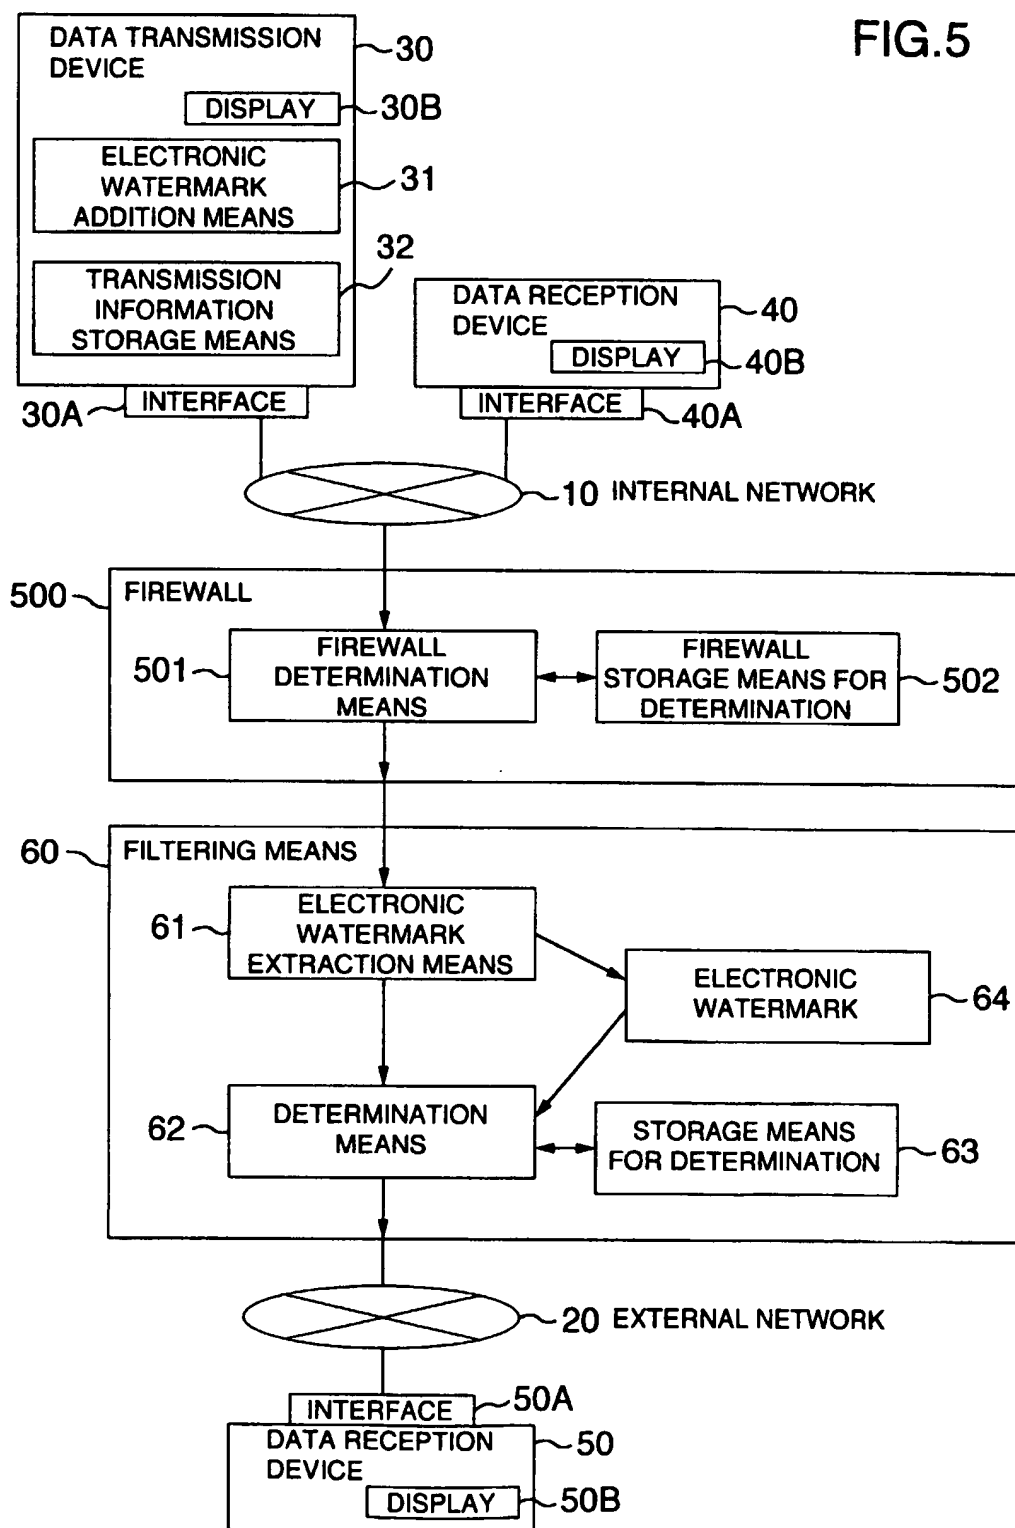 FIG.5
DATA TRANSMISSION
DEVICE
30
DISPLAY
30B
ELECTRONIC
WATERMARK
ADDITION MEANS
31
32
TRANSMISSION
INFORMATION
STORAGE MEANS
DATA RECEPTION
DEVICE
40
DISPLAY
40B
30A
INTERFACE
INTERFACE
40A
10 INTERNAL NETWORK
500
FIREWALL
501
FIREWALL
DETERMINATION
MEANS
FIREWALL
STORAGE MEANS FOR
DETERMINATION
502
60
FILTERING MEANS
61
ELECTRONIC
WATERMARK
EXTRACTION MEANS
ELECTRONIC
WATERMARK
64
62
DETERMINATION
MEANS
STORAGE MEANS
FOR DETERMINATION
63
20 EXTERNAL NETWORK
INTERFACE
50A
DATA RECEPTION
DEVICE
50
DISPLAY
50B